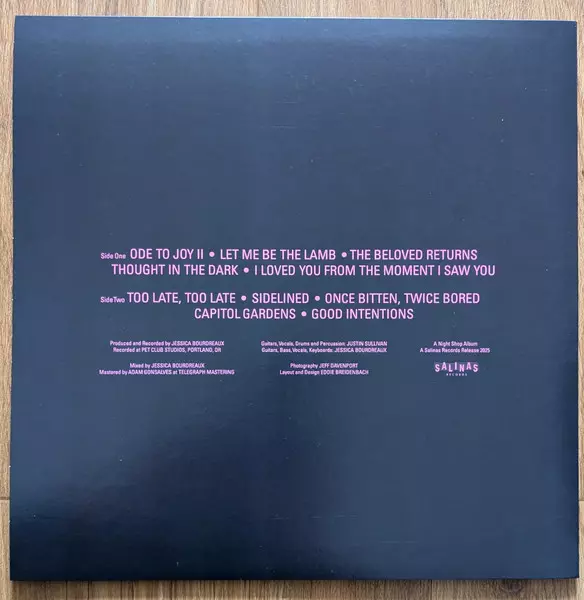 Side One ODE TO JOY II • LET ME BE THE LAMB • THE BELOVED RETURNS
THOUGHT IN THE DARK • I LOVED YOU FROM THE MOMENT I SAW YOU
Side Two TOO LATE, TOO LATE • SIDELINED • ONCE BITTEN, TWICE BORED
CAPITOL GARDENS • GOOD INTENTIONS
Produced and Recorded by JESSICA BOURDREAUX
Recorded at PET CLUB STUDIOS, PORTLAND, OR
Mixed by JESSICA BOURDREAUX
Mastered by ADAM GONSALVES at TELEGRAPH MASTERING
Guitars, Vocals, Drums and Percussion: JUSTIN SULLIVAN
Guitars, Bass, Vocals, Keyboards: JESSICA BOURDREAUX
Photography JEFF DAVENPORT
Layout and Design EDDIE BREIDENBACH
A Night Shop Album
A Salinas Records Release 2025
SALINAS
RECORDS